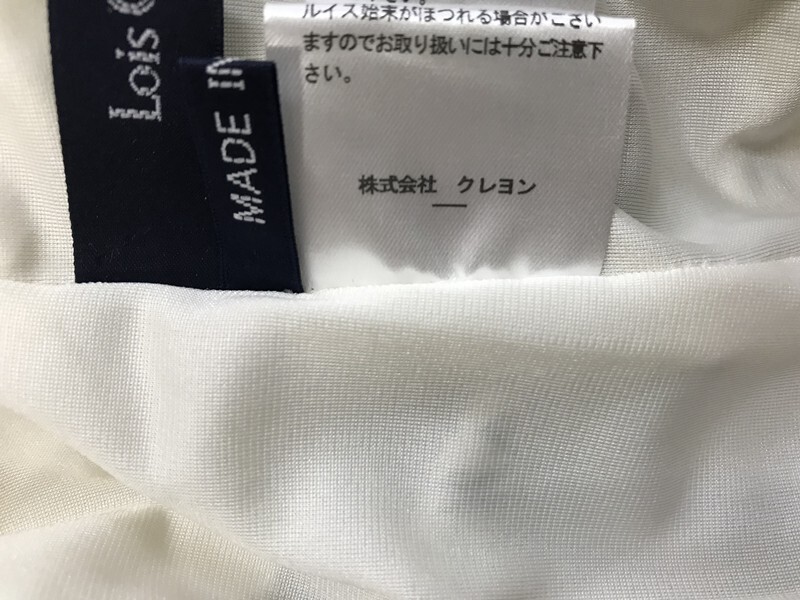 Lois
MADE IN
ルイス始末がほつれる場合がござい
ますのでお取り扱いには十分ご注意下
さい。
株式会社 クレヨン